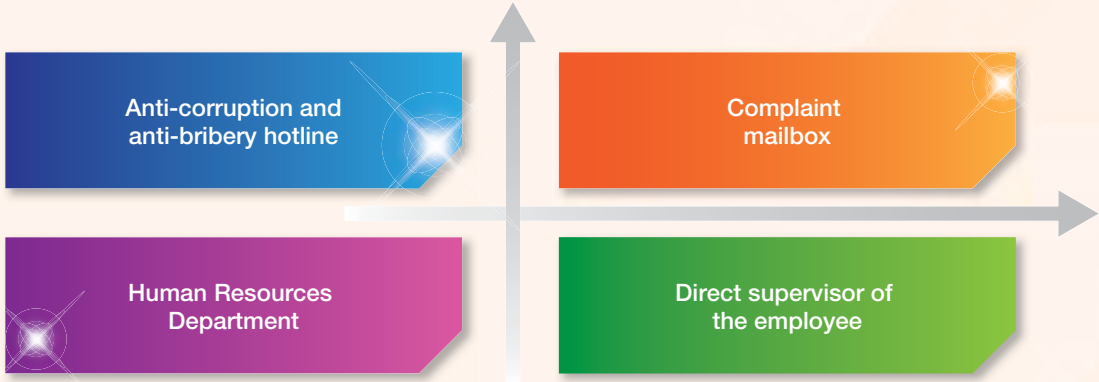 Anti-corruption and
anti-bribery hotline
Complaint
mailbox
Human Resources
Department
Direct supervisor of
the employee